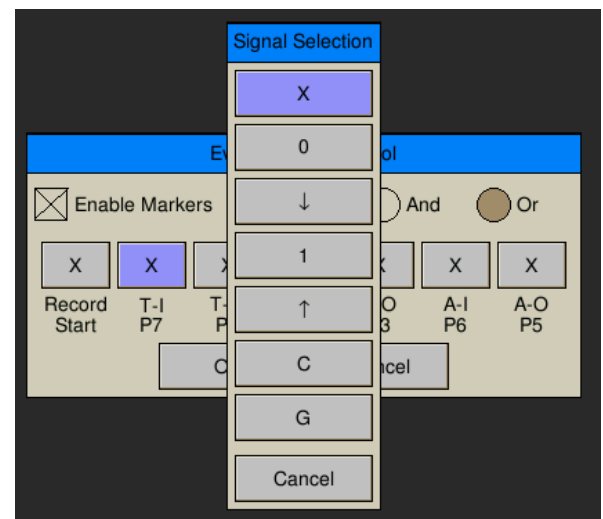 Signal Selection
X
0
↓
1
↑
C
G
Cancel
Enable Markers
And
Or
X
X
X
X
Record
Start
T-I
P7
A-I
P6
A-O
P5